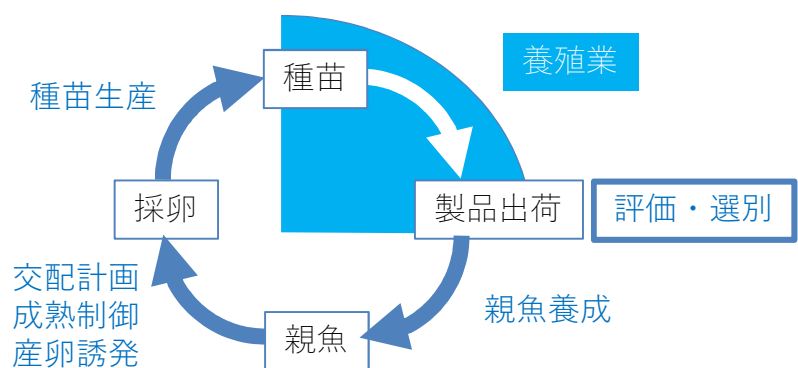 養殖業
種苗
種苗生産
採卵
製品出荷
評価・選別
交配計画
成熟制御
産卵誘発
親魚
親魚養成